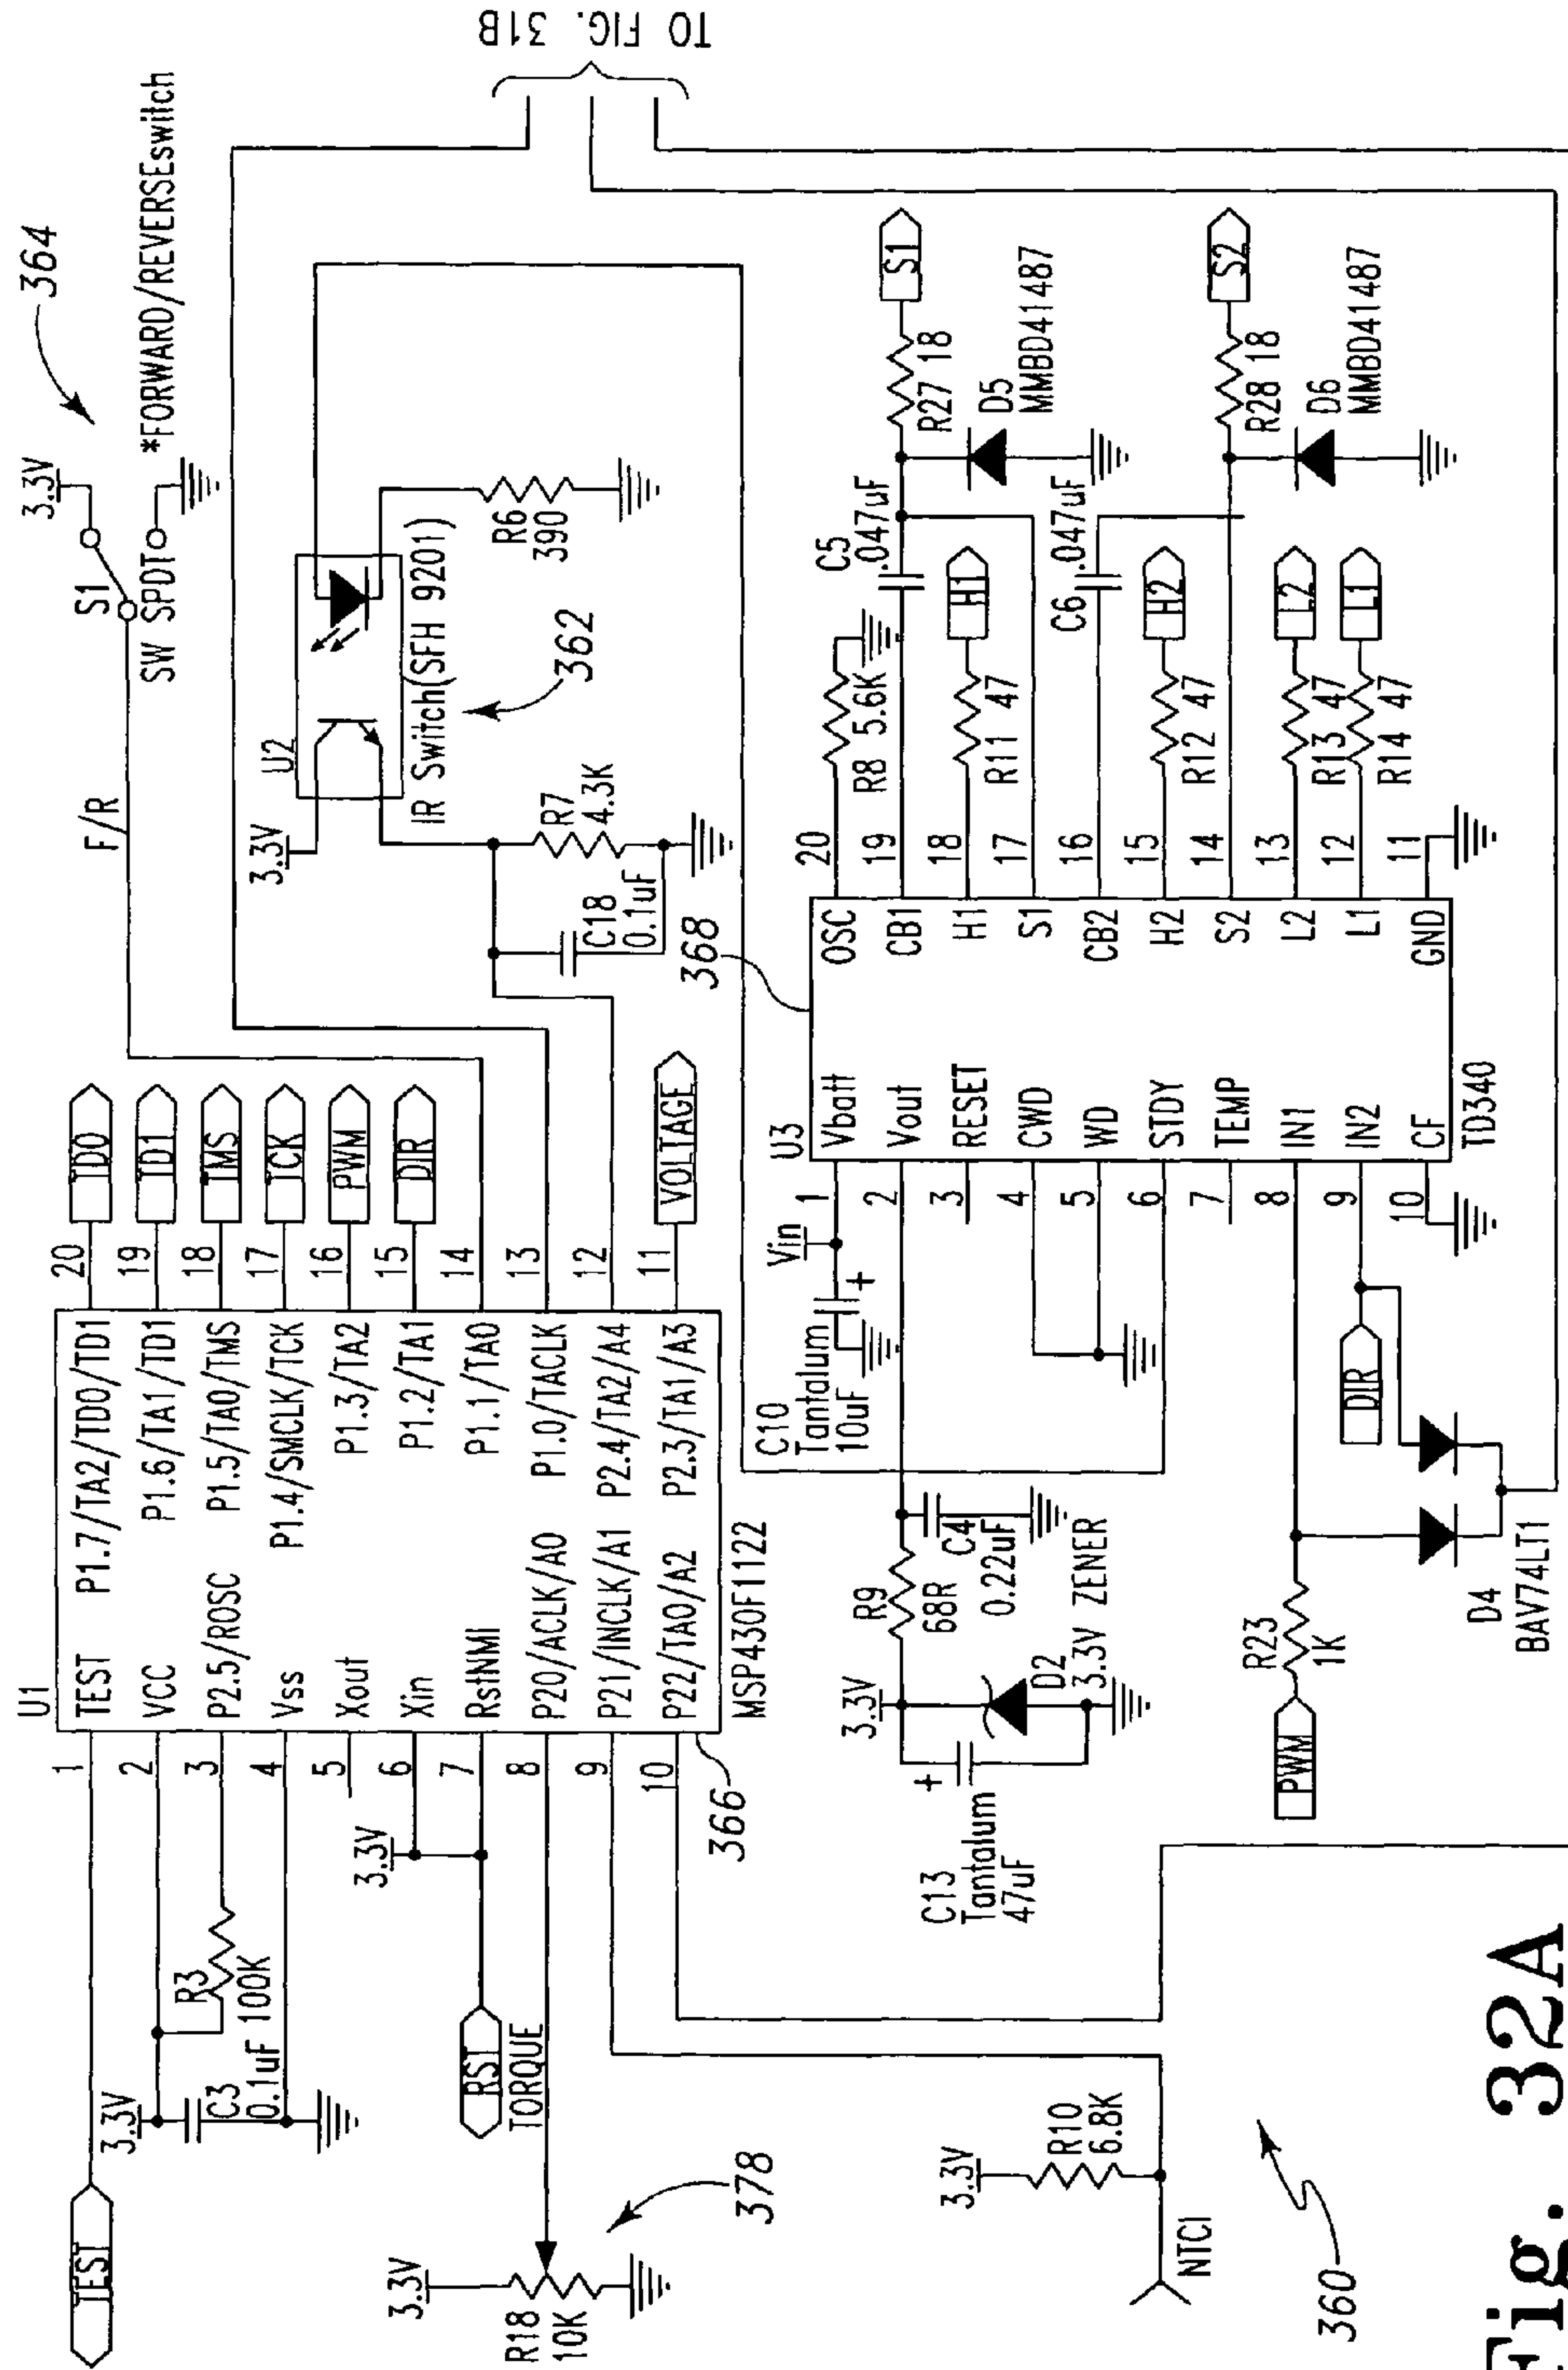 TEST
3.3V
C3
0.1uF
R3
100K
1
2
3
4
5
6
7
8
9
10
3.3V
RST
TORQUE
3.3V
R18
10K
378
366
U1
TEST
VCC
P2.5/ROSC
Vss
Xout
Xin
RstNMI
P20/ACLK/A0
P21/INCLK/A1
P22/TA0/A2
P1.7/TA2/TD0/TD1
P1.6/TA1/TD1
P1.5/TA0/TMS
P1.4/SMCLK/TCK
P1.3/TA2
P1.2/TA1
P1.1/TA0
P1.0/TACLK
P2.4/TA2/A4
P2.3/TA1/A3
MSP430F1122
20
19
18
17
16
15
14
13
12
11
TD0
TD1
TMS
TCK
PWM
DIR
VOLTAGE
F/R
S1
SW SPDT
3.3V
*FORWARD/REVERSEswitch
364
3.3V
U2
IR Switch(SFH 9201)
362
R6
390
R7
4.3K
C18
0.1uF
TO FIG. 31B
3.3V
R10
6.8K
NTC1
360
C13
Tantalum
47uF
3.3V
D2
3.3V ZENER
R9
68R
C4
0.22uF
C10
Tantalum
10uF
+
+
Vin
PWM
R23
1K
DIR
D4
BAV74LT1
1
2
3
4
5
6
7
8
9
10
U3
368
Vbatt
Vout
RESET
CWD
WD
STDY
TEMP
IN1
IN2
CF
OSC
CB1
H1
S1
CB2
H2
S2
L2
L1
GND
TD340
20
19
18
17
16
15
14
13
12
11
R8 5.6K
R11 47
H1
C5
.047uF
R27 18
S1
D5
MMBD41487
C6
.047uF
R12 47
H2
R28 18
S2
D6
MMBD41487
R13 47
L2
R14 47
L1
Fig. 32A